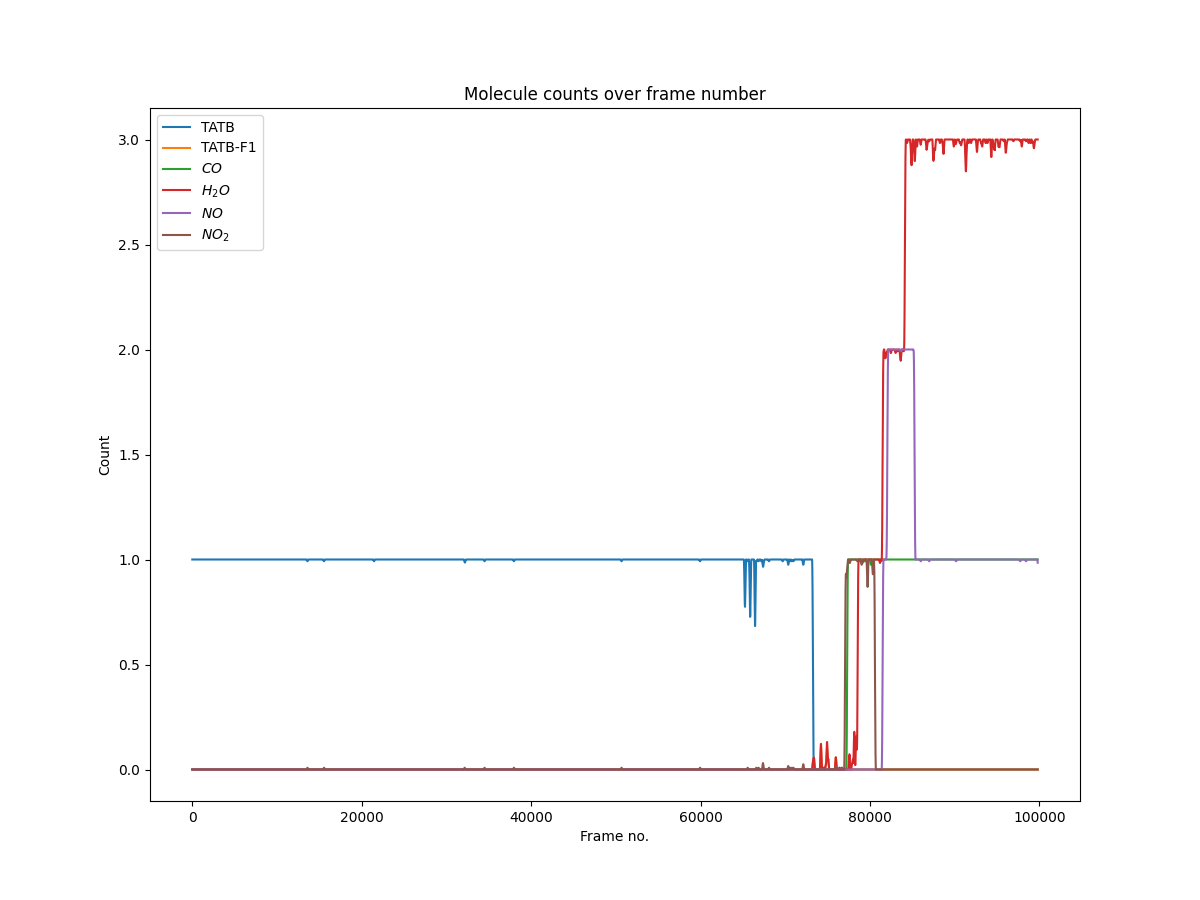 Molecule counts over frame number
TATB
TATB-F1
CO
H₂O
NO
NO₂
3.0
2.5
2.0
1.5
1.0
0.5
0.0
Count
0 20000 40000 60000 80000 100000
Frame no.